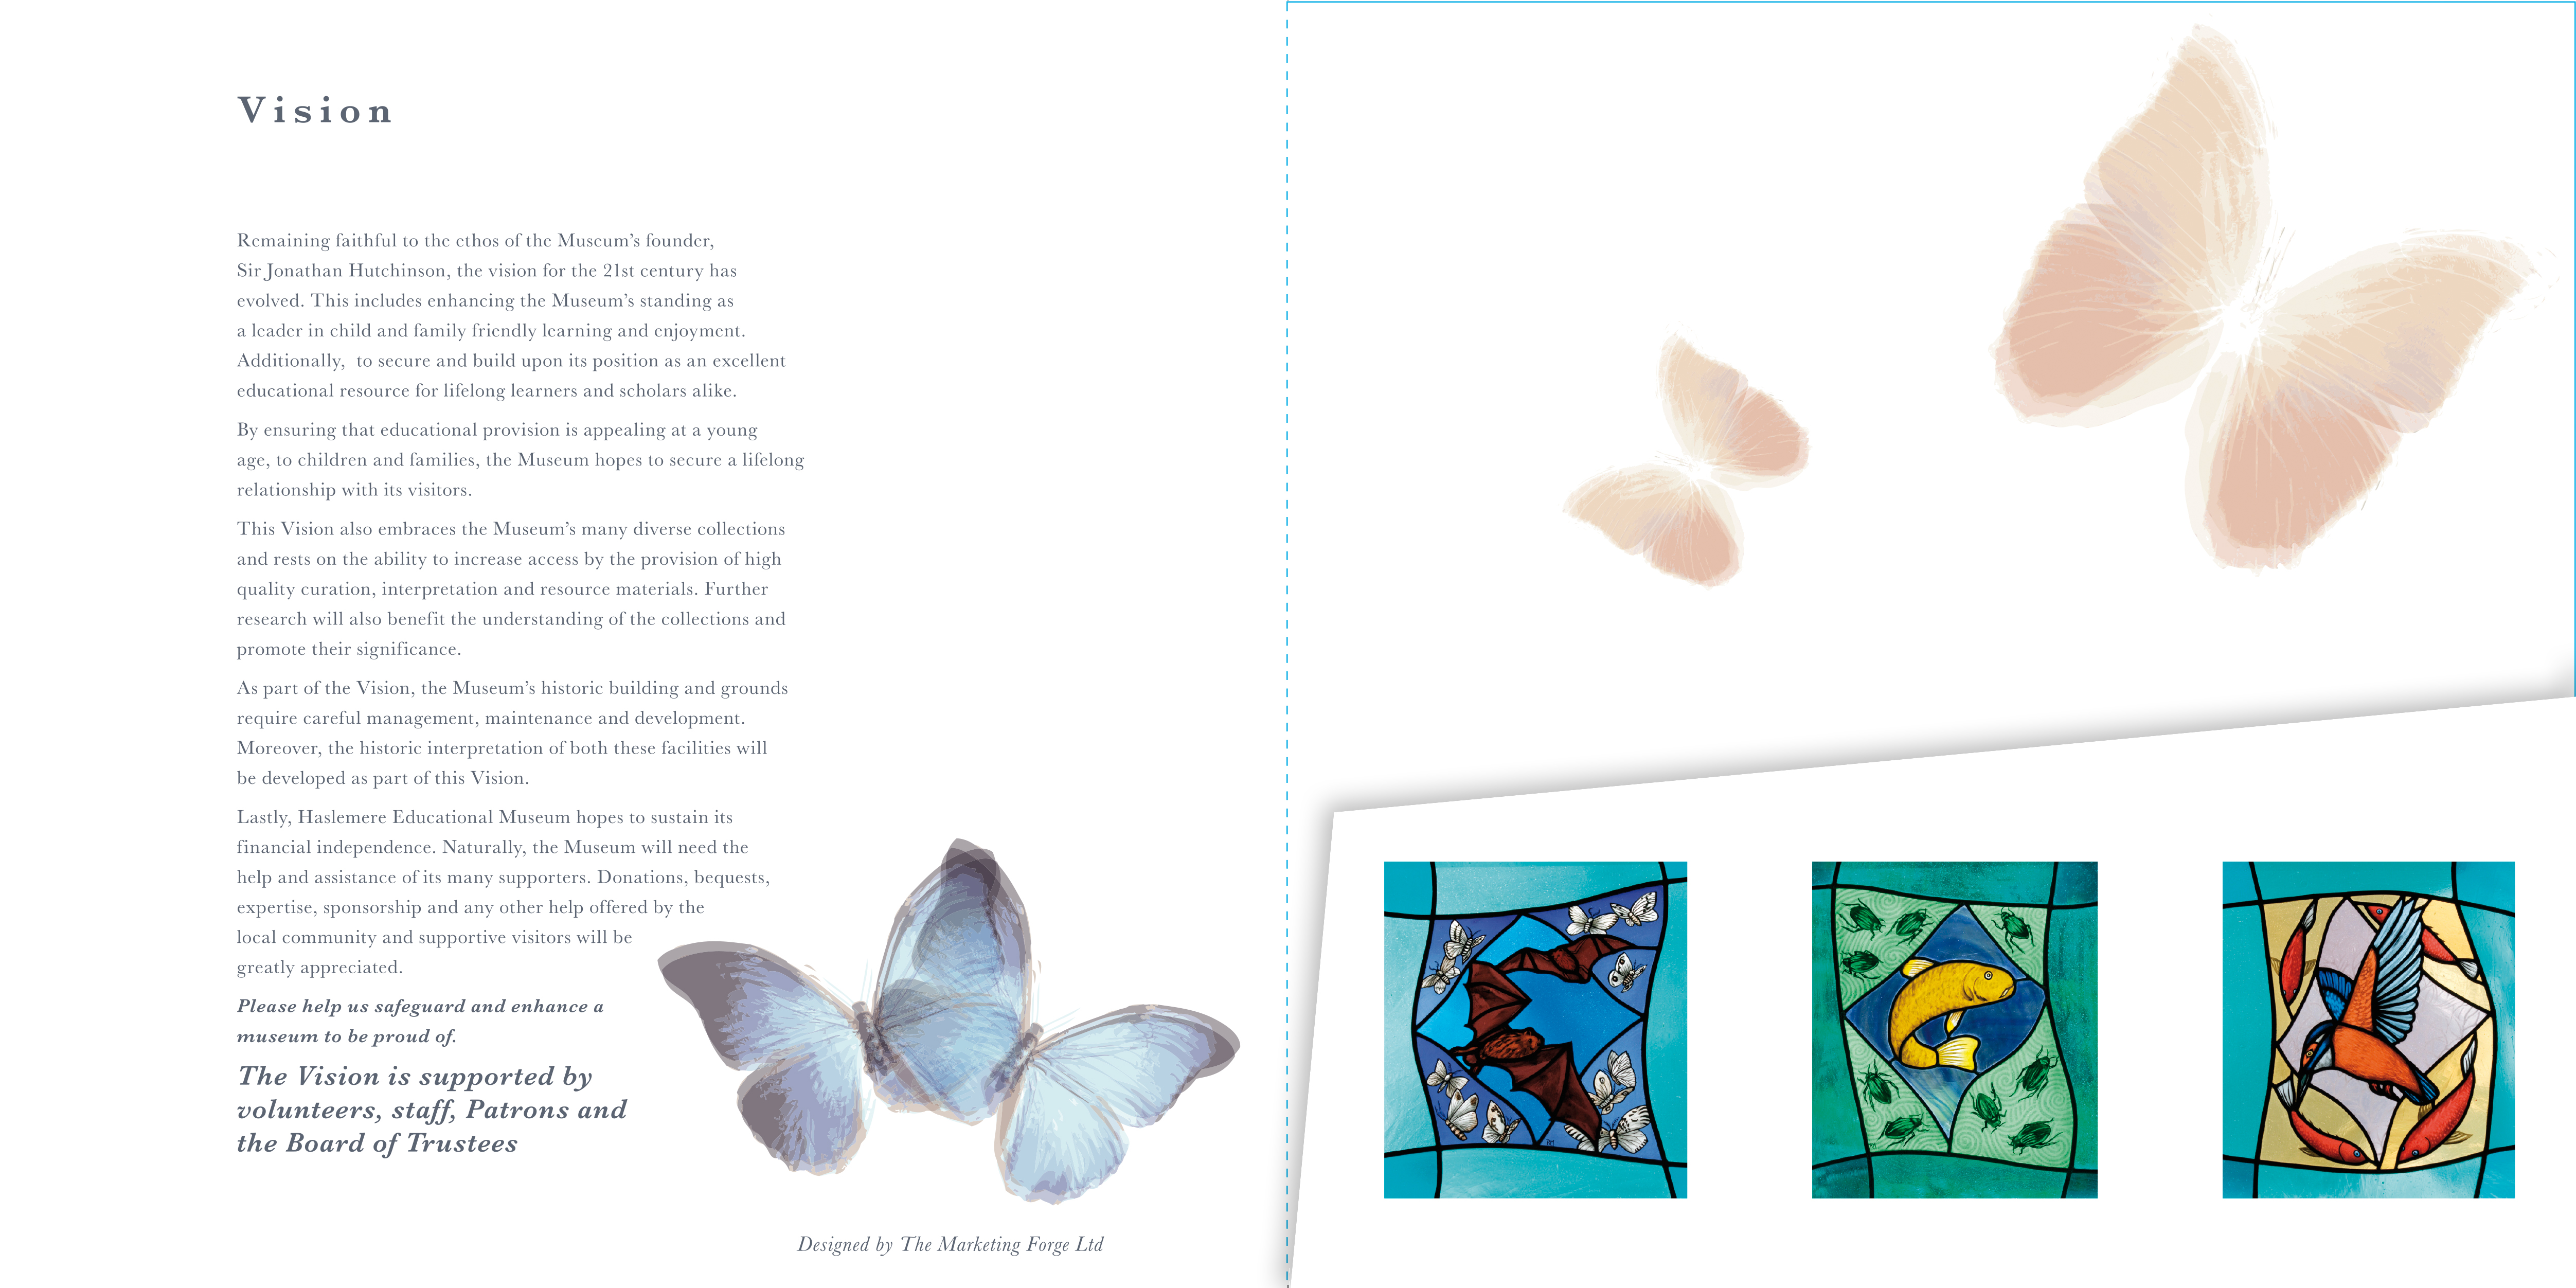 Vision
Remaining faithful to the ethos of the Museum’s founder,
Sir Jonathan Hutchinson, the vision for the 21st century has
evolved. This includes enhancing the Museum’s standing as
a leader in child and family friendly learning and enjoyment.
Additionally,  to secure and build upon its position as an excellent
educational resource for lifelong learners and scholars alike.
By ensuring that educational provision is appealing at a young
age, to children and families, the Museum hopes to secure a lifelong
relationship with its visitors.
This Vision also embraces the Museum’s many diverse collections
and rests on the ability to increase access by the provision of high
quality curation, interpretation and resource materials. Further
research will also benefit the understanding of the collections and
promote their significance.
As part of the Vision, the Museum’s historic building and grounds
require careful management, maintenance and development.
Moreover, the historic interpretation of both these facilities will
be developed as part of this Vision.
Lastly, Haslemere Educational Museum hopes to sustain its
financial independence. Naturally, the Museum will need the
help and assistance of its many supporters. Donations, bequests,
expertise, sponsorship and any other help offered by the
local community and supportive visitors will be
greatly appreciated.
Please help us safeguard and enhance a
museum to be proud of.
The Vision is supported by
volunteers, staff, Patrons and
the Board of Trustees
Designed by The Marketing Forge Ltd